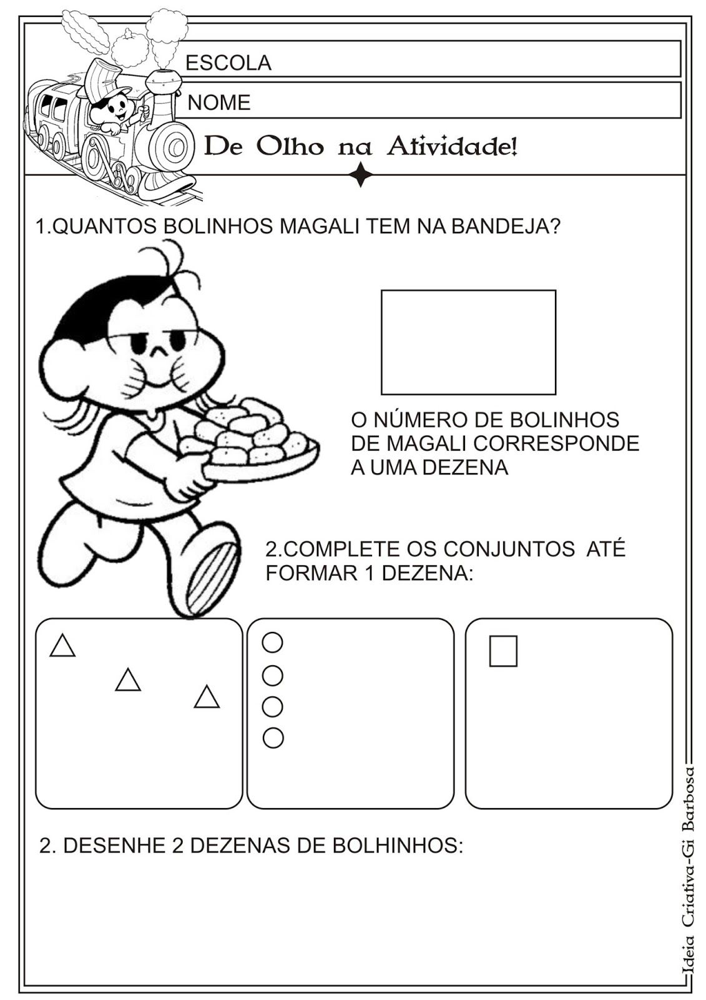 ESCOLA
NOME
De Olho na Atividade!
1.QUANTOS BOLINHOS MAGALI TEM NA BANDEJA?
O NÚMERO DE BOLINHOS
DE MAGALI CORRESPONDE
A UMA DEZENA
2.COMPLETE OS CONJUNTOS ATÉ
FORMAR 1 DEZENA:
2. DESENHE 2 DEZENAS DE BOLHINHOS:
Ideia Criativa-Gi Barbosa